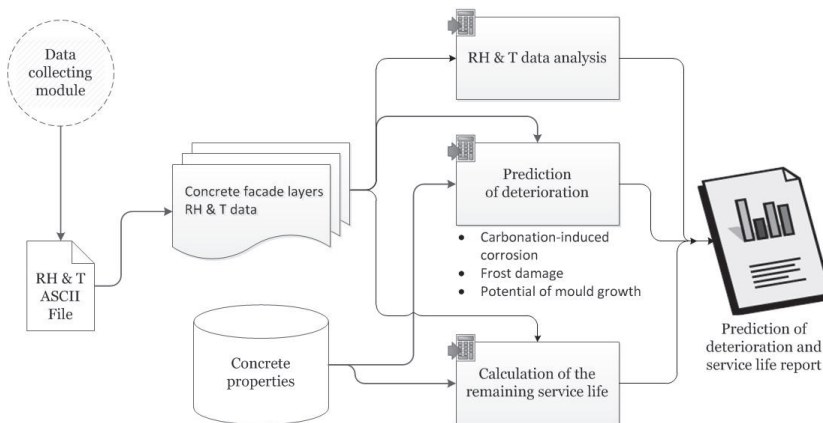 Data
collecting
module
RH & T
ASCII
File
Concrete facade layers
RH & T data
Concrete
properties
RH & T data analysis
Prediction
of deterioration
• Carbonation-induced
corrosion
• Frost damage
• Potential of mould growth
Calculation of the
remaining service life
Prediction of
deterioration and
service life report